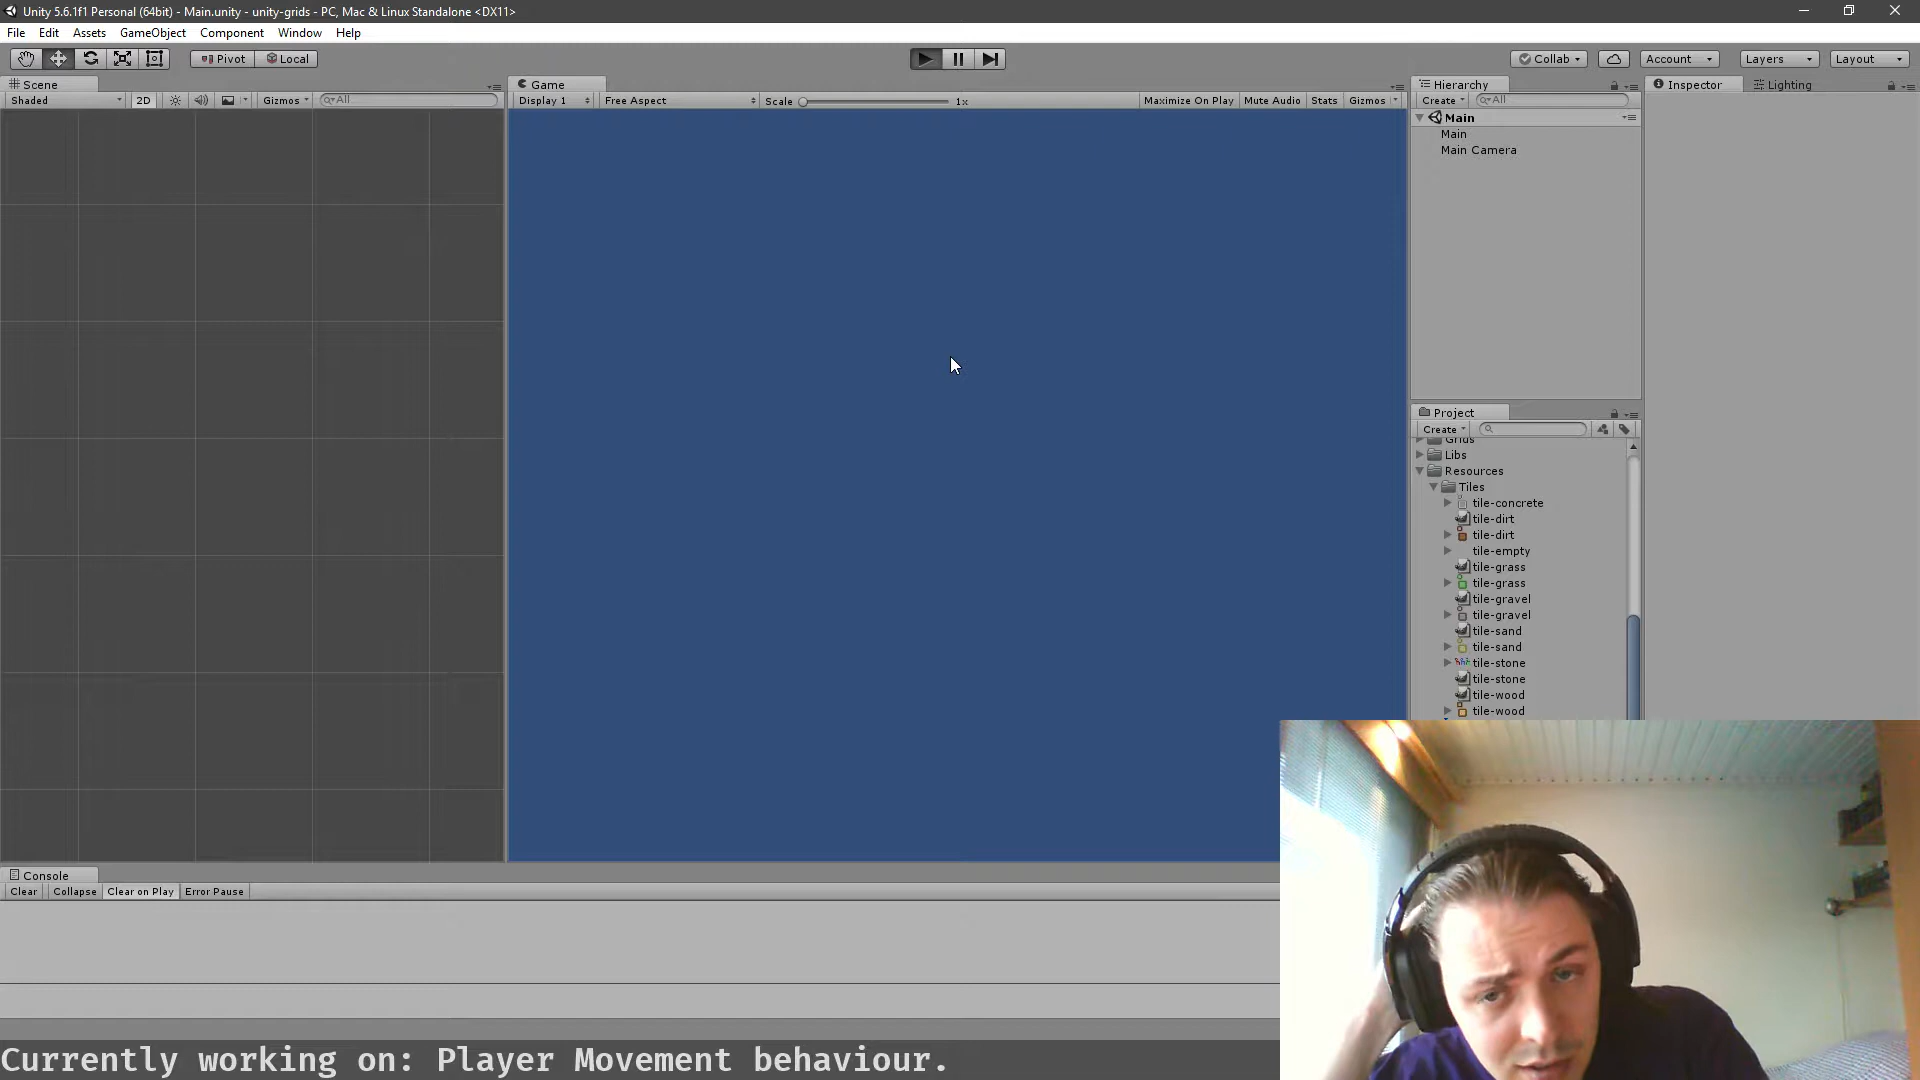 Unity 5.6.1f1 Personal (64bit) - Main.unity - unity-grids - PC, Mac & Linux Standalone <DX11>
File Edit Assets GameObject Component Window Help
Pivot Local Collab Account Layers Layout
Scene Game Hierarchy Inspector Lighting
Shaded 2D Gizmos All Display 1 Free Aspect Scale 1x Maximize On Play Mute Audio Stats Gizmos Create All
Main
Main
Main Camera
Project
Create
Grids
Libs
Resources
Tiles
tile-concrete
tile-dirt
tile-dirt
tile-empty
tile-grass
tile-grass
tile-gravel
tile-gravel
tile-sand
tile-sand
tile-stone
tile-stone
tile-wood
tile-wood
Console
Clear Collapse Clear on Play Error Pause
Currently working on: Player Movement behaviour.